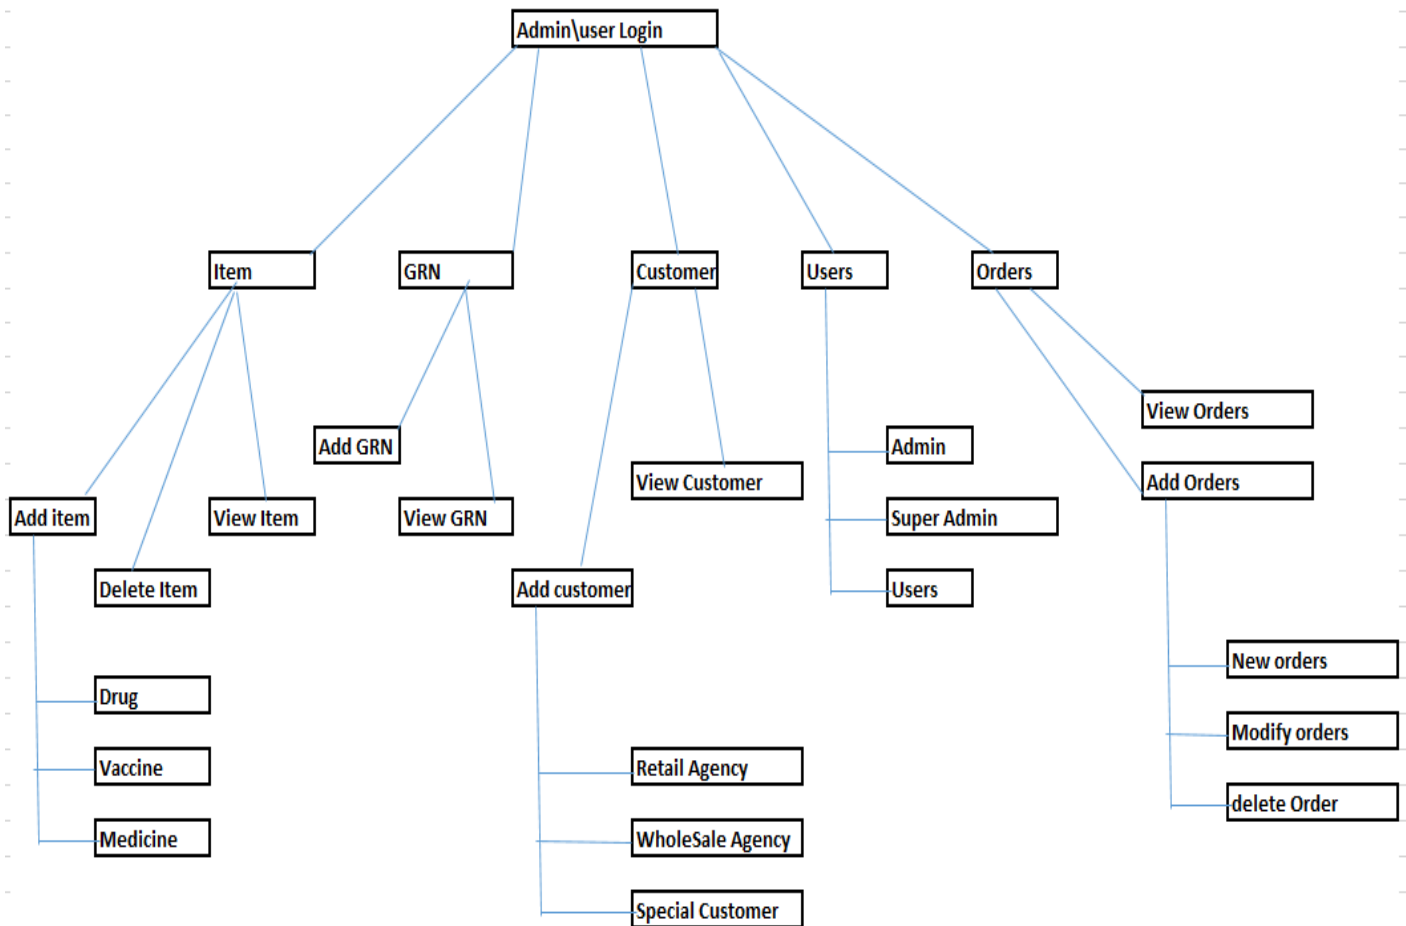 Admin\user Login
Item
GRN
Customer
Users
Orders
View Orders
Add GRN
Admin
View Customer
Add Orders
Add item
View Item
View GRN
Super Admin
Delete Item
Add customer
Users
New orders
Drug
Modify orders
Vaccine
Retail Agency
delete Order
Medicine
WholeSale Agency
Special Customer